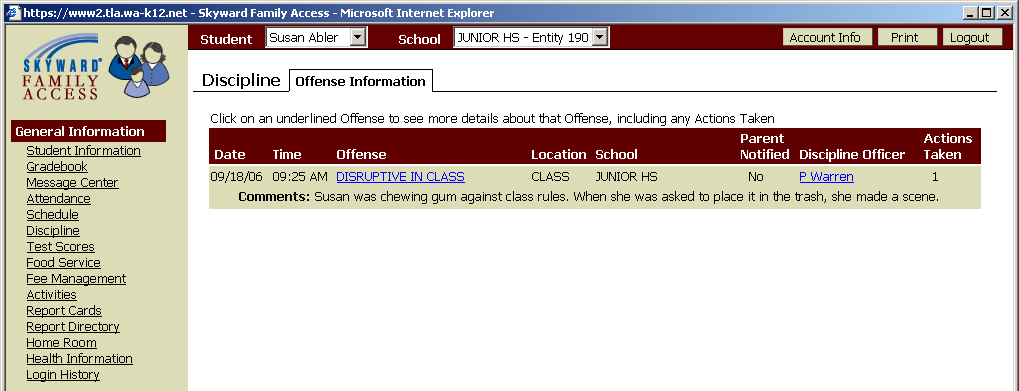 https://www2.tla.wa-k12.net - Skyward Family Access - Microsoft Internet Explorer
Student Susan Abler School JUNIOR HS - Entity 190 Account Info Print Logout
SKYWARD®
FAMILY
ACCESS
General Information
Student Information
Gradebook
Message Center
Attendance
Schedule
Discipline
Test Scores
Food Service
Fee Management
Activities
Report Cards
Report Directory
Home Room
Health Information
Login History
Discipline Offense Information
Click on an underlined Offense to see more details about that Offense, including any Actions Taken
Parent Actions
Date Time Offense Location School Notified Discipline Officer Taken
09/18/06 09:25 AM DISRUPTIVE IN CLASS CLASS JUNIOR HS No P Warren 1
Comments: Susan was chewing gum against class rules. When she was asked to place it in the trash, she made a scene.